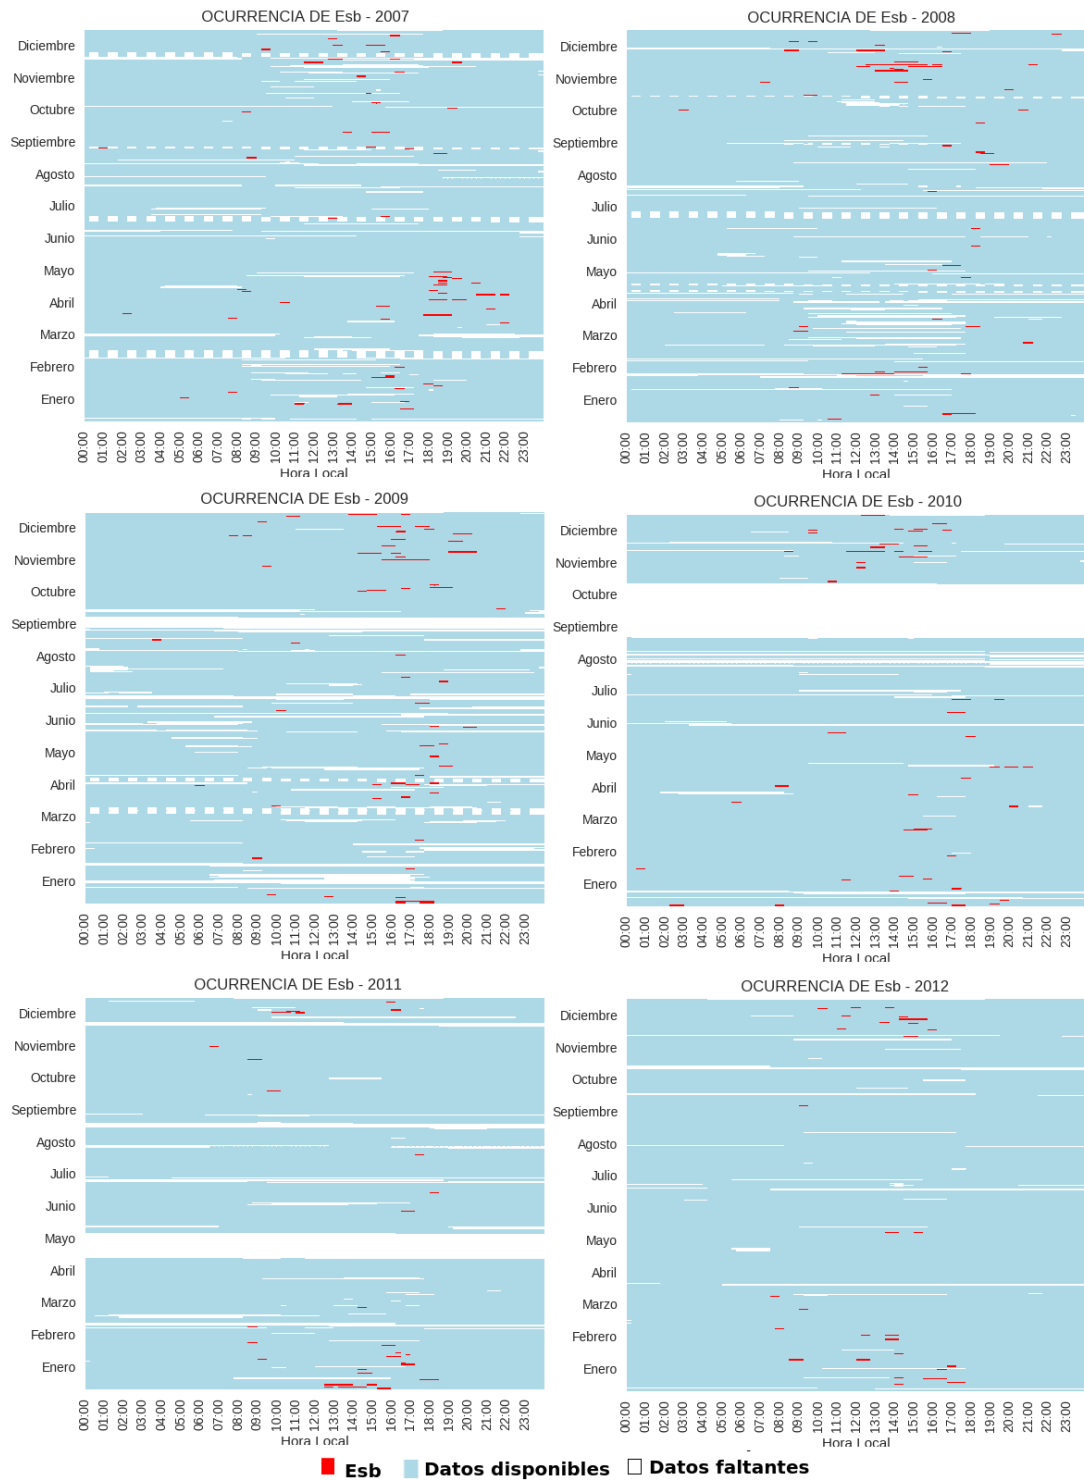 OCURRENCIA DE Esb - 2007
Diciembre
Noviembre
Octubre
Septiembre
Agosto
Julio
Junio
Mayo
Abril
Marzo
Febrero
Enero
00:00 01:00 02:00 03:00 04:00 05:00 06:00 07:00 08:00 09:00 10:00 11:00 12:00 13:00 14:00 15:00 16:00 17:00 18:00 19:00 20:00 21:00 22:00 23:00
Hora Local
OCURRENCIA DE Esb - 2008
Diciembre
Noviembre
Octubre
Septiembre
Agosto
Julio
Junio
Mayo
Abril
Marzo
Febrero
Enero
00:00 01:00 02:00 03:00 04:00 05:00 06:00 07:00 08:00 09:00 10:00 11:00 12:00 13:00 14:00 15:00 16:00 17:00 18:00 19:00 20:00 21:00 22:00 23:00
Hora Local
OCURRENCIA DE Esb - 2009
Diciembre
Noviembre
Octubre
Septiembre
Agosto
Julio
Junio
Mayo
Abril
Marzo
Febrero
Enero
00:00 01:00 02:00 03:00 04:00 05:00 06:00 07:00 08:00 09:00 10:00 11:00 12:00 13:00 14:00 15:00 16:00 17:00 18:00 19:00 20:00 21:00 22:00 23:00
Hora Local
OCURRENCIA DE Esb - 2010
Diciembre
Noviembre
Octubre
Septiembre
Agosto
Julio
Junio
Mayo
Abril
Marzo
Febrero
Enero
00:00 01:00 02:00 03:00 04:00 05:00 06:00 07:00 08:00 09:00 10:00 11:00 12:00 13:00 14:00 15:00 16:00 17:00 18:00 19:00 20:00 21:00 22:00 23:00
Hora Local
OCURRENCIA DE Esb - 2011
Diciembre
Noviembre
Octubre
Septiembre
Agosto
Julio
Junio
Mayo
Abril
Marzo
Febrero
Enero
00:00 01:00 02:00 03:00 04:00 05:00 06:00 07:00 08:00 09:00 10:00 11:00 12:00 13:00 14:00 15:00 16:00 17:00 18:00 19:00 20:00 21:00 22:00 23:00
Hora Local
OCURRENCIA DE Esb - 2012
Diciembre
Noviembre
Octubre
Septiembre
Agosto
Julio
Junio
Mayo
Abril
Marzo
Febrero
Enero
00:00 01:00 02:00 03:00 04:00 05:00 06:00 07:00 08:00 09:00 10:00 11:00 12:00 13:00 14:00 15:00 16:00 17:00 18:00 19:00 20:00 21:00 22:00 23:00
Hora Local
Esb Datos disponibles Datos faltantes